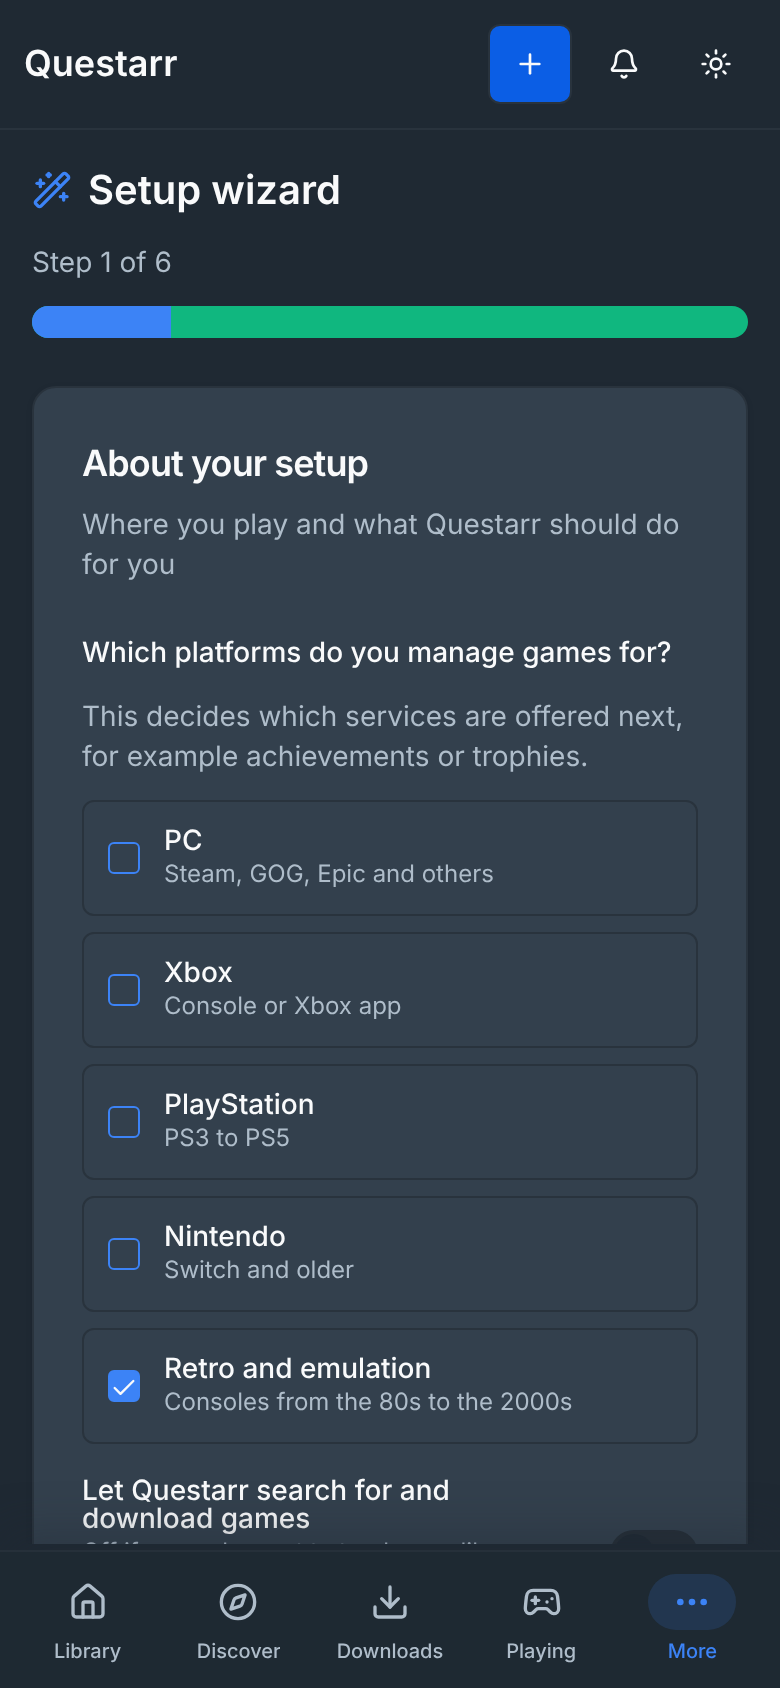 Questarr
Setup wizard
Step 1 of 6
About your setup
Where you play and what Questarr should do
for you
Which platforms do you manage games for?
This decides which services are offered next,
for example achievements or trophies.
PC
Steam, GOG, Epic and others
Xbox
Console or Xbox app
PlayStation
PS3 to PS5
Nintendo
Switch and older
Retro and emulation
Consoles from the 80s to the 2000s
Let Questarr search for and
download games
Library
Discover
Downloads
Playing
More